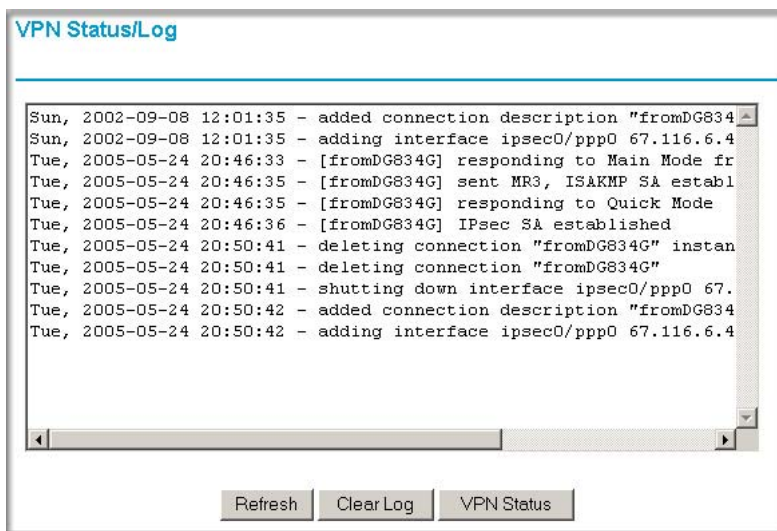 VPN Status/Log
Sun, 2002-09-08 12:01:35 - added connection description "fromDG834
Sun, 2002-09-08 12:01:35 - adding interface ipsec0/ppp0 67.116.6.4
Tue, 2005-05-24 20:46:33 - [fromDG834G] responding to Main Mode fr
Tue, 2005-05-24 20:46:35 - [fromDG834G] sent MR3, ISAKMP SA establ
Tue, 2005-05-24 20:46:35 - [fromDG834G] responding to Quick Mode
Tue, 2005-05-24 20:46:36 - [fromDG834G] IPsec SA established
Tue, 2005-05-24 20:50:41 - deleting connection "fromDG834G" instan
Tue, 2005-05-24 20:50:41 - deleting connection "fromDG834G"
Tue, 2005-05-24 20:50:41 - shutting down interface ipsec0/ppp0 67.
Tue, 2005-05-24 20:50:42 - added connection description "fromDG834
Tue, 2005-05-24 20:50:42 - adding interface ipsec0/ppp0 67.116.6.4
Refresh Clear Log VPN Status